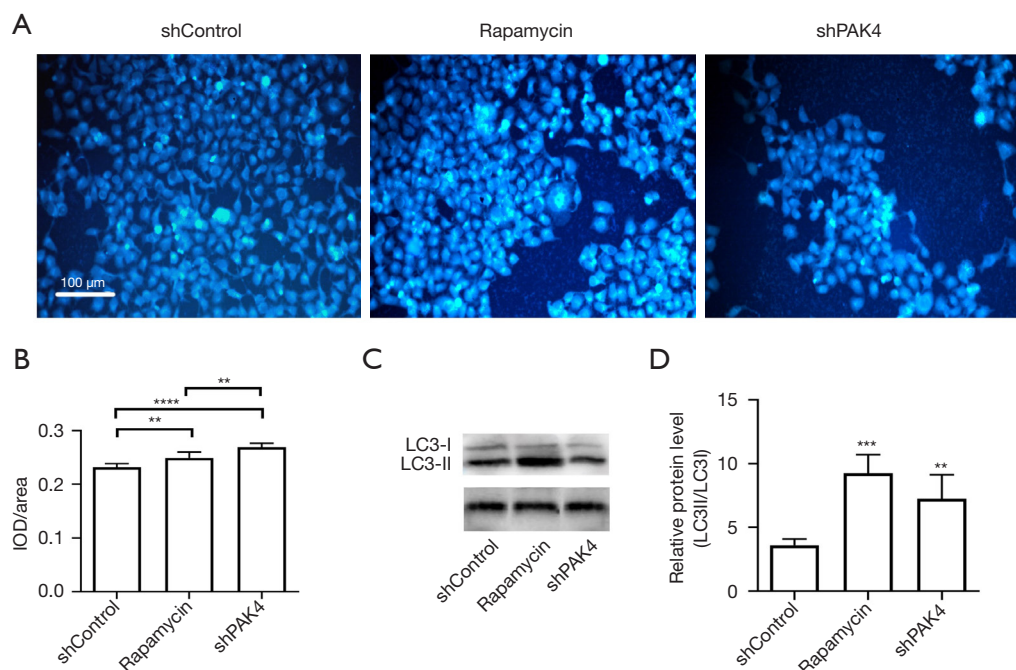 A
shControl
Rapamycin
shPAK4
100 μm
B
IOD/area
0.3
0.2
0.1
0.0
**
****
**
shControl
Rapamycin
shPAK4
C
LC3-I
LC3-II
shControl
Rapamycin
shPAK4
D
Relative protein level
(LC3II/LC3I)
15
10
5
0
***
**
shControl
Rapamycin
shPAK4